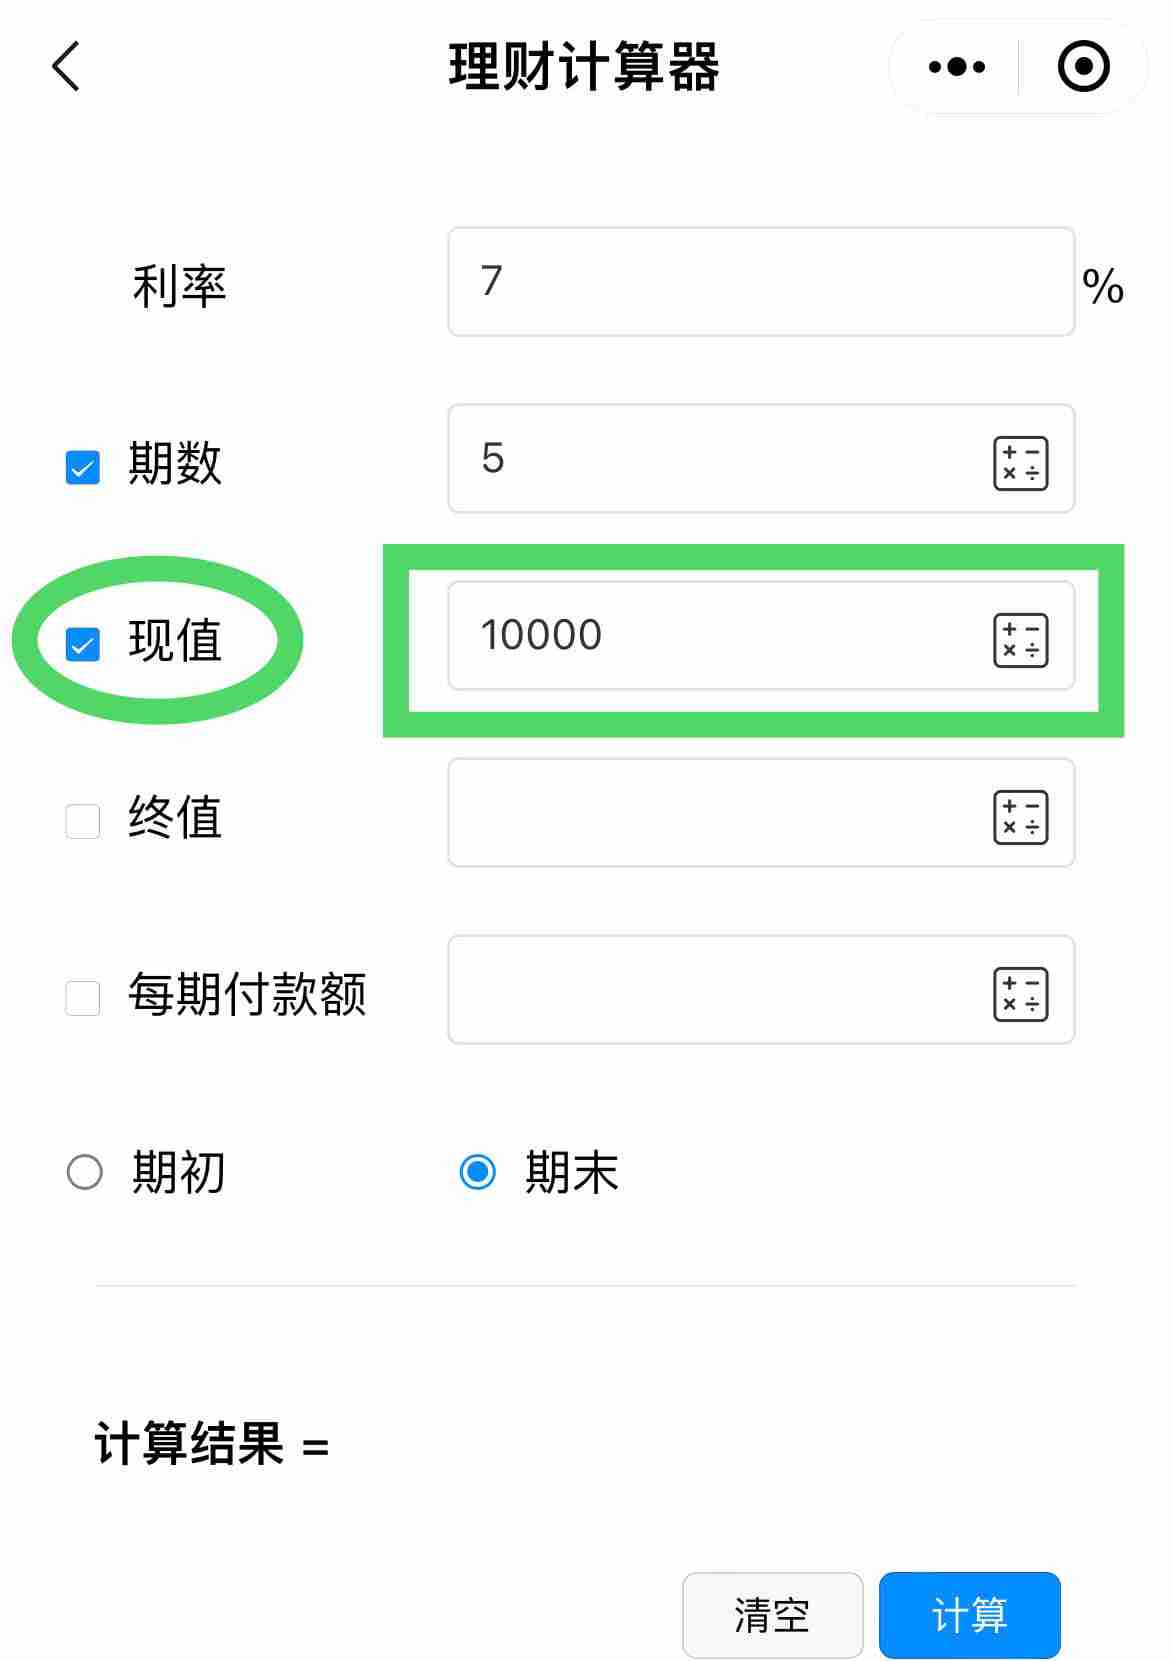 理财计算器
利率 7 %
期数 5
现值 10000
终值
每期付款额
期初 期末
计算结果 =
清空 计算